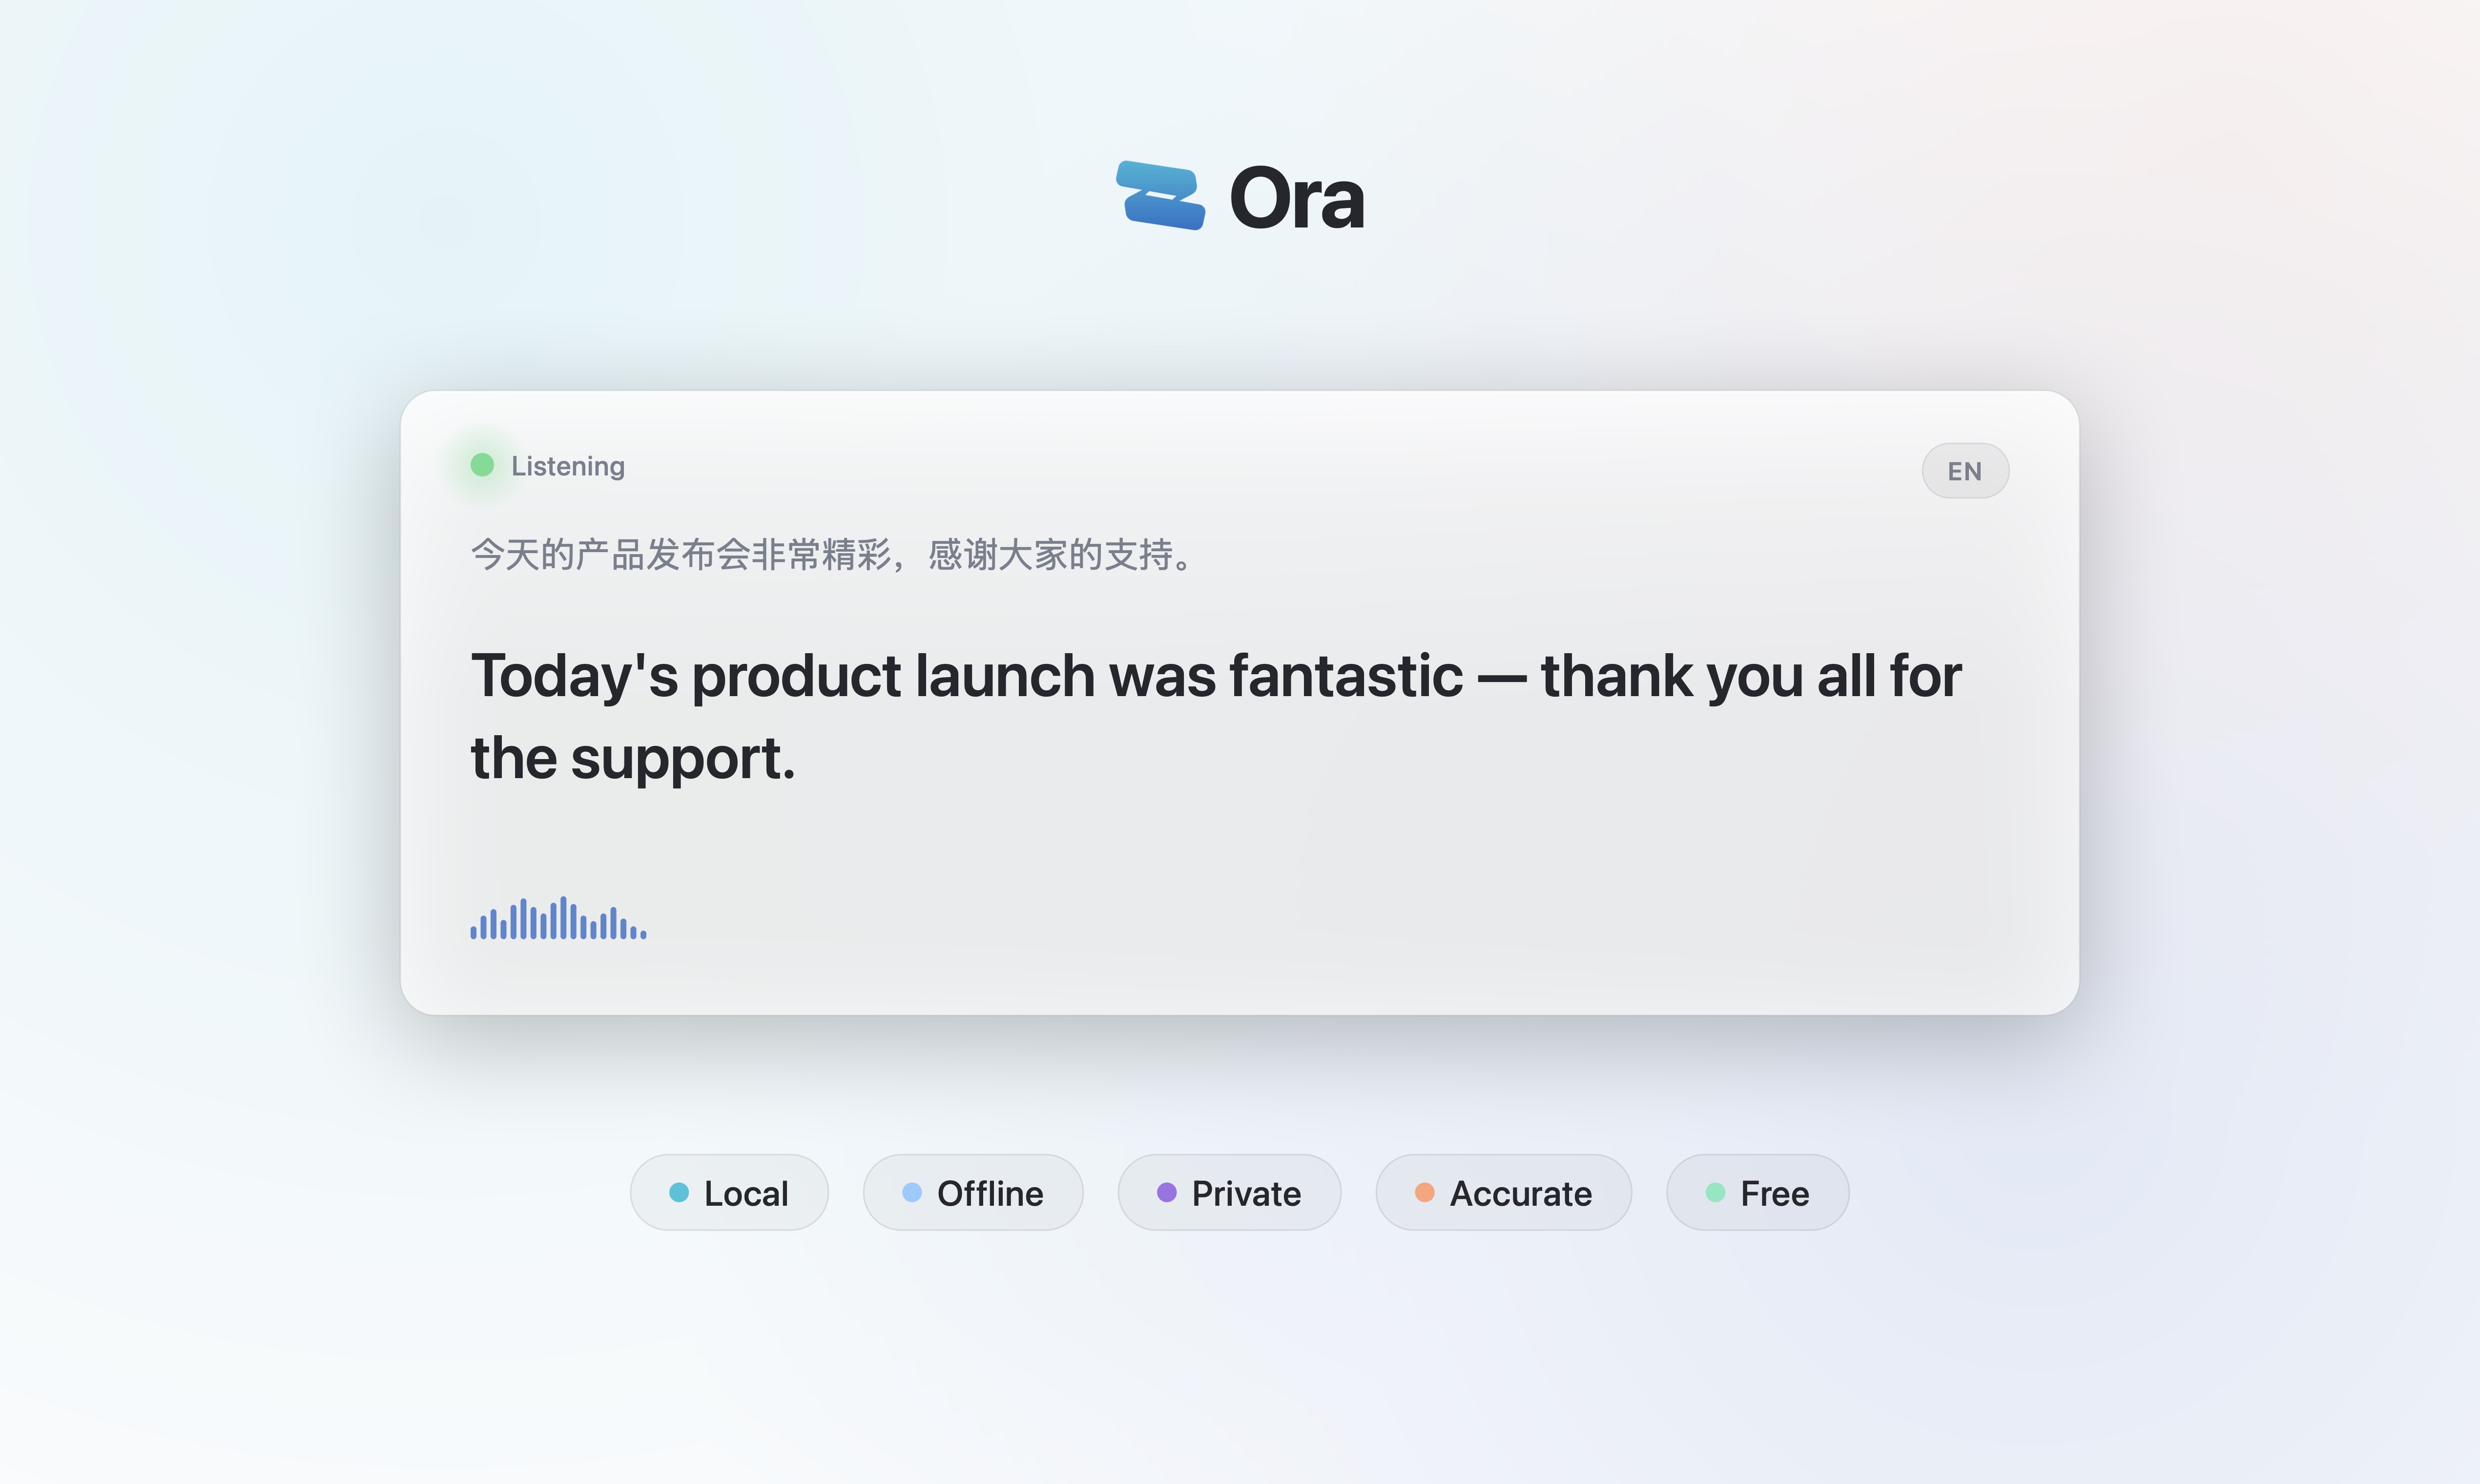 Ora
Listening
EN
今天的产品发布会非常精彩，感谢大家的支持。
Today's product launch was fantastic — thank you all for
the support.
Local
Offline
Private
Accurate
Free